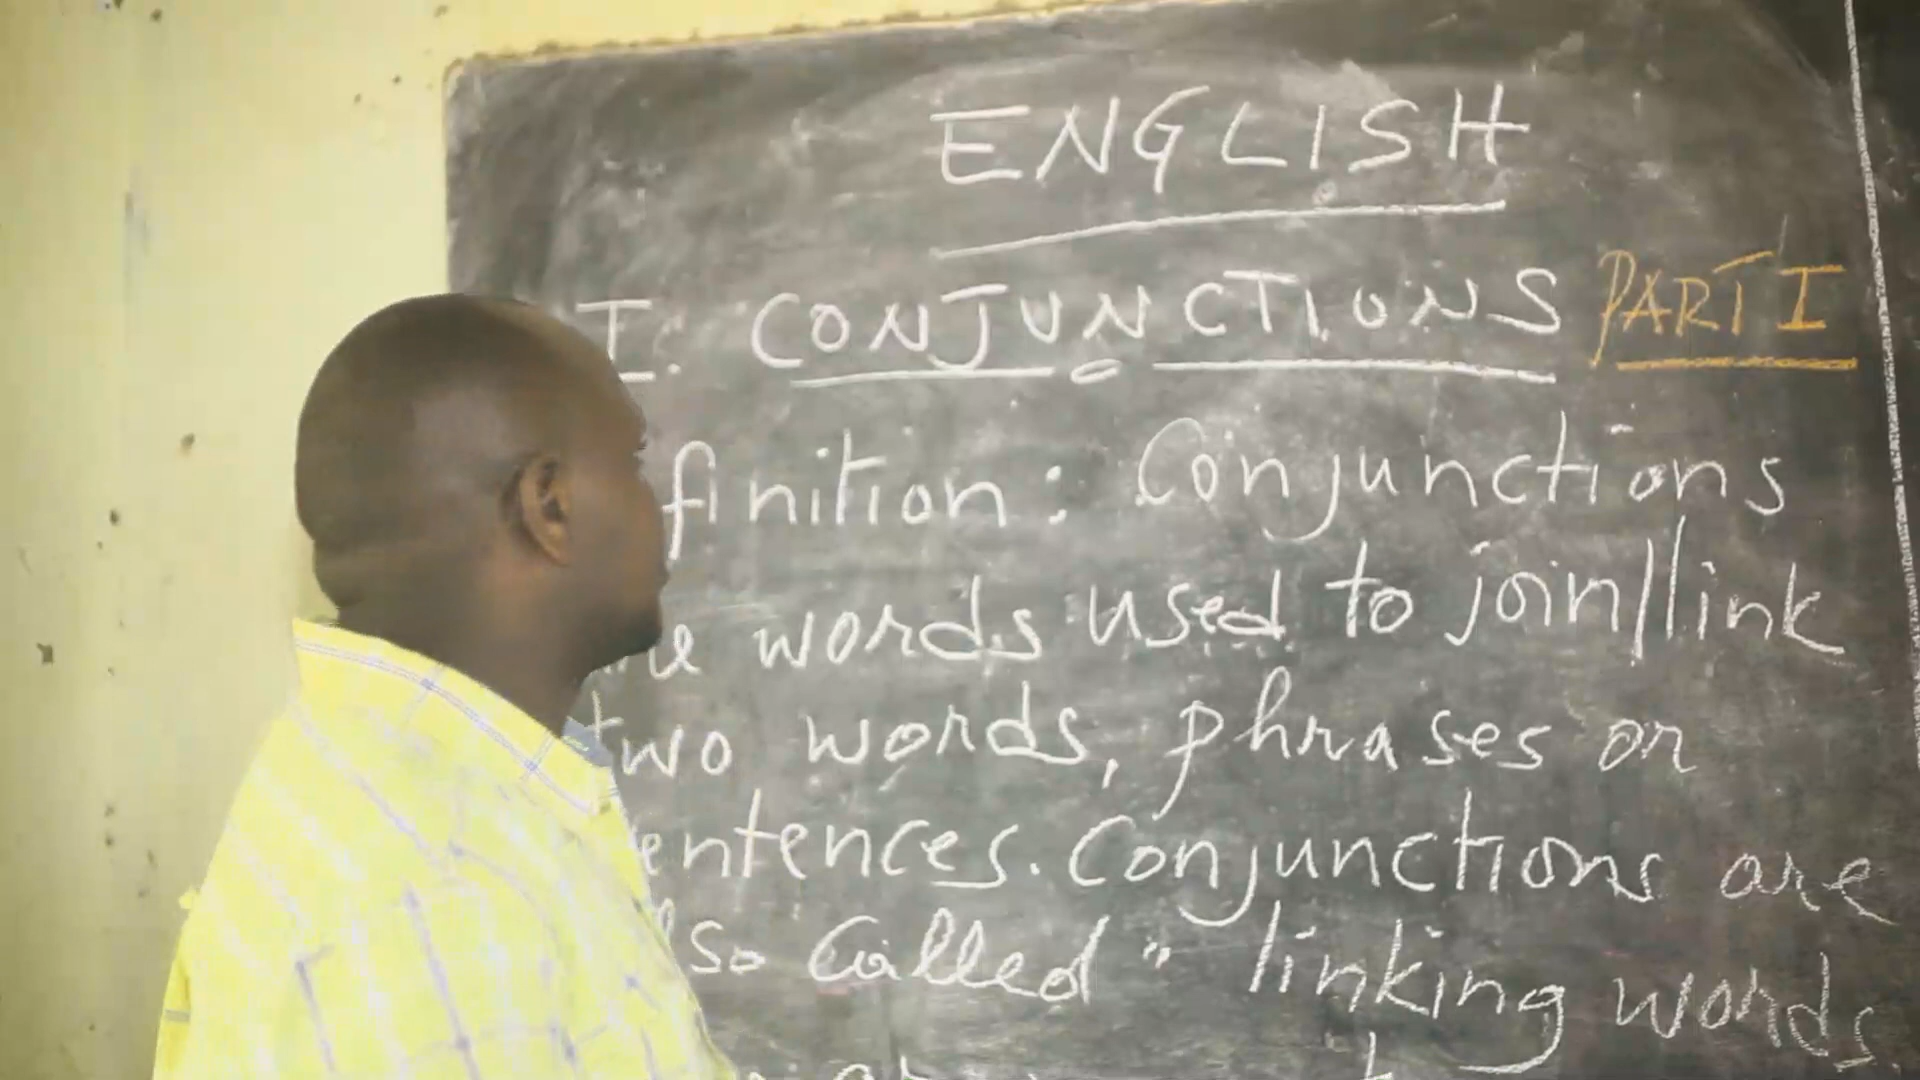 ENGLISH
I. CONJUNCTIONS PART I
finition: Conjunctions
words used to join/link
two words, phrases or
entences. Conjunctions are
lso called " linking words.